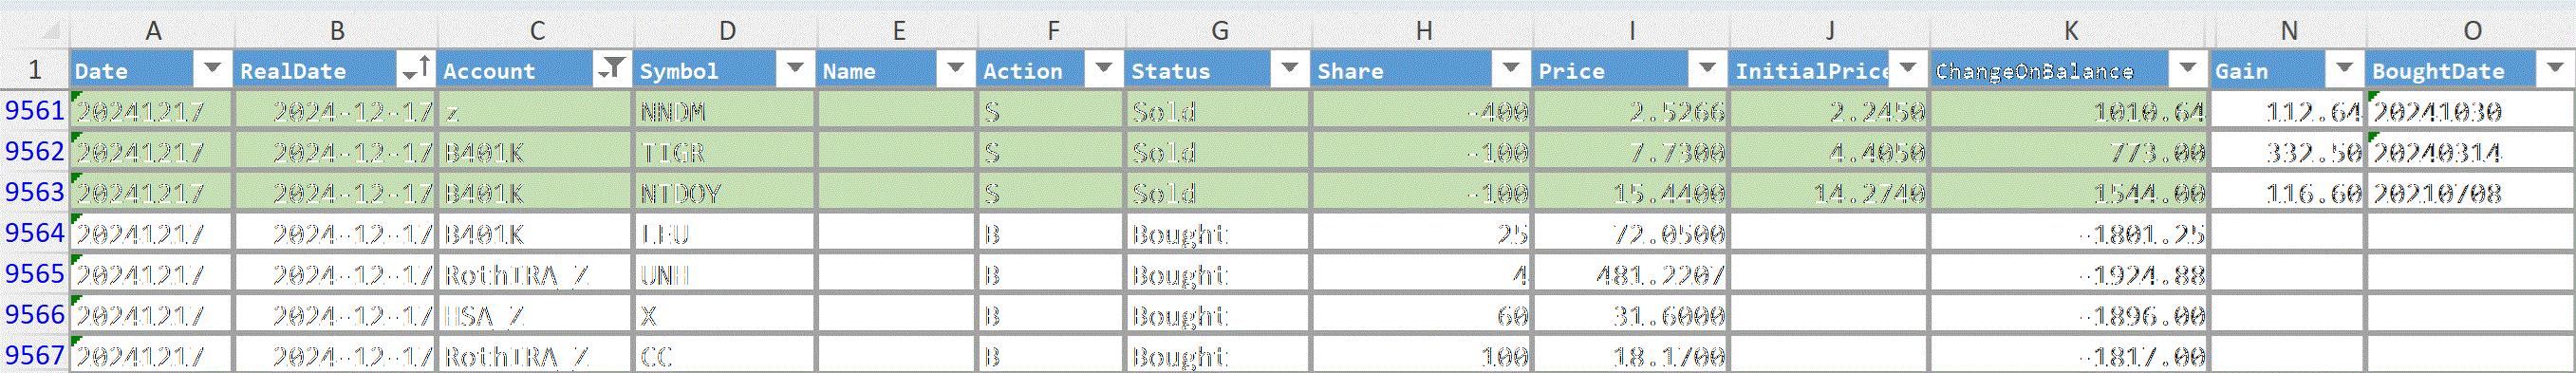 A B C D E F G H I J K N O
1 Date RealDate Account Symbol Name Action Status Share Price InitialPrice ChangeOnBalance Gain BoughtDate
9561 20241217 2024-12-17 z NNDM S Sold -400 2.5266 2.2450 1010.64 112.64 20241030
9562 20241217 2024-12-17 B401K TIGR S Sold -100 7.7300 4.4050 773.00 332.50 20240314
9563 20241217 2024-12-17 B401K NTDOY S Sold -100 15.4400 14.2740 1544.00 116.60 20210708
9564 20241217 2024-12-17 B401K LEU B Bought 25 72.0500 -1801.25
9565 20241217 2024-12-17 RothIRA_Z UNH B Bought 4 481.2207 -1924.88
9566 20241217 2024-12-17 HSA_Z X B Bought 60 31.6000 -1896.00
9567 20241217 2024-12-17 RothIRA_Z CC B Bought 100 18.1700 -1817.00